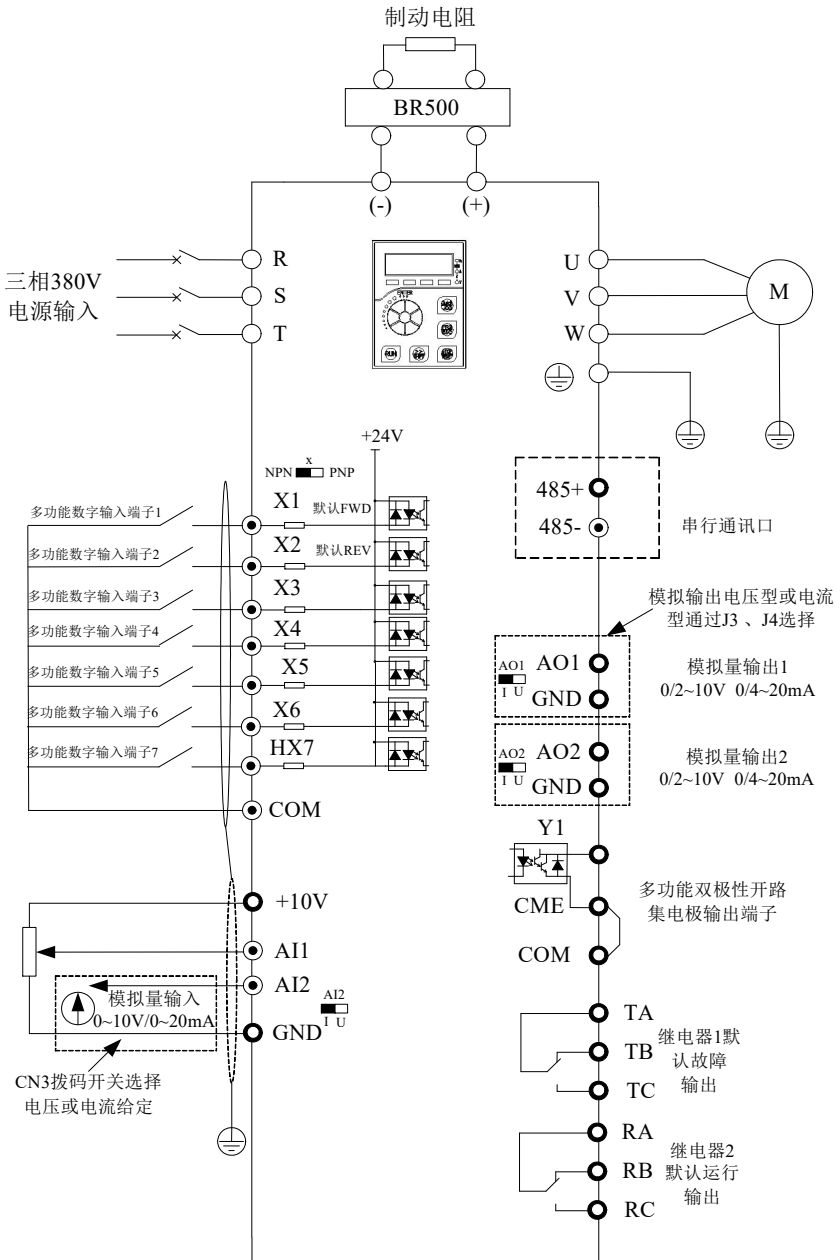 制动电阻
BR500
(-)
(+)
三相380V
电源输入
R
S
T
U
V
W
M
ENTER
RUN
+24V
x
NPN
PNP
多功能数字输入端子1
X1
默认FWD
多功能数字输入端子2
X2
默认REV
多功能数字输入端子3
X3
多功能数字输入端子4
X4
多功能数字输入端子5
X5
多功能数字输入端子6
X6
多功能数字输入端子7
HX7
COM
+10V
AI1
AI2
AI2
I U
模拟量输入
0~10V/0~20mA
GND
CN3拨码开关选择
电压或电流给定
485+
485-
串行通讯口
模拟输出电压型或电流
型通过J3 、J4选择
AO1
I U
AO1
GND
模拟量输出1
0/2~10V 0/4~20mA
AO2
I U
AO2
GND
模拟量输出2
0/2~10V 0/4~20mA
Y1
CME
COM
多功能双极性开路
集电极输出端子
TA
TB
TC
继电器1默
认故障
输出
RA
RB
RC
继电器2
默认运行
输出